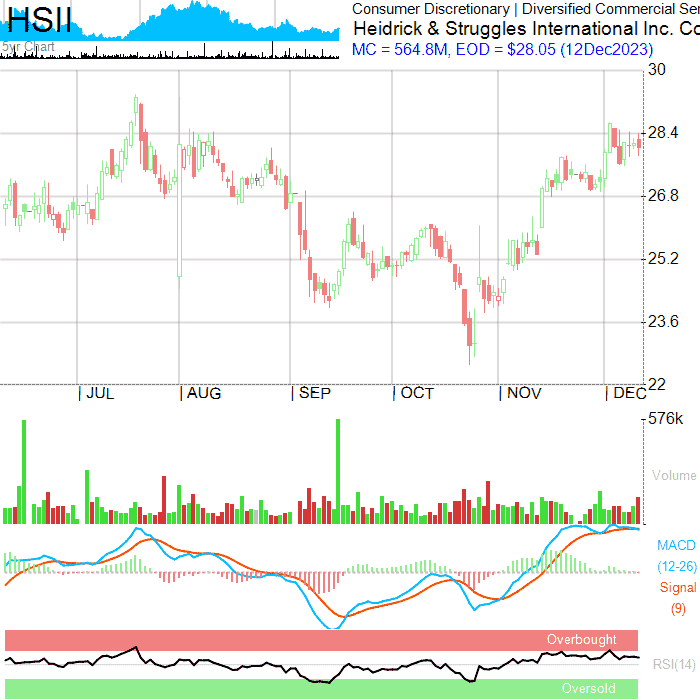 HSII
5yr Chart
Consumer Discretionary | Diversified Commercial Ser
Heidrick & Struggles International Inc. Co
MC = 564.8M, EOD = $28.05 (12Dec2023)
30
28.4
26.8
25.2
23.6
22
JUL AUG SEP OCT NOV DEC
576k
Volume
MACD
(12-26)
Signal
(9)
Overbought
RSI(14)
Oversold